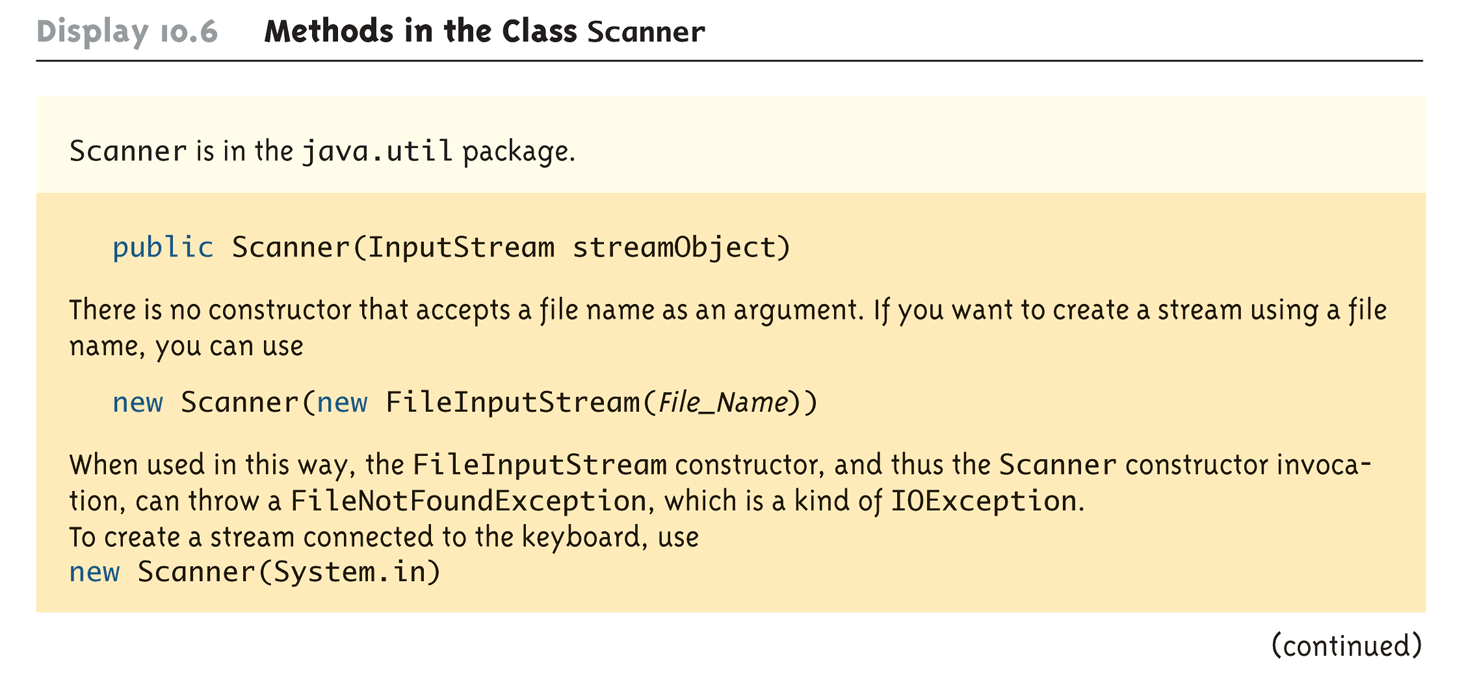 Display 10.6 Methods in the Class Scanner
Scanner is in the java.util package.
public Scanner(InputStream streamObject)
There is no constructor that accepts a file name as an argument. If you want to create a stream using a file
name, you can use
new Scanner(new FileInputStream(File_Name))
When used in this way, the FileInputStream constructor, and thus the Scanner constructor invoca-
tion, can throw a FileNotFoundException, which is a kind of IOException.
To create a stream connected to the keyboard, use
new Scanner(System.in)
(continued)